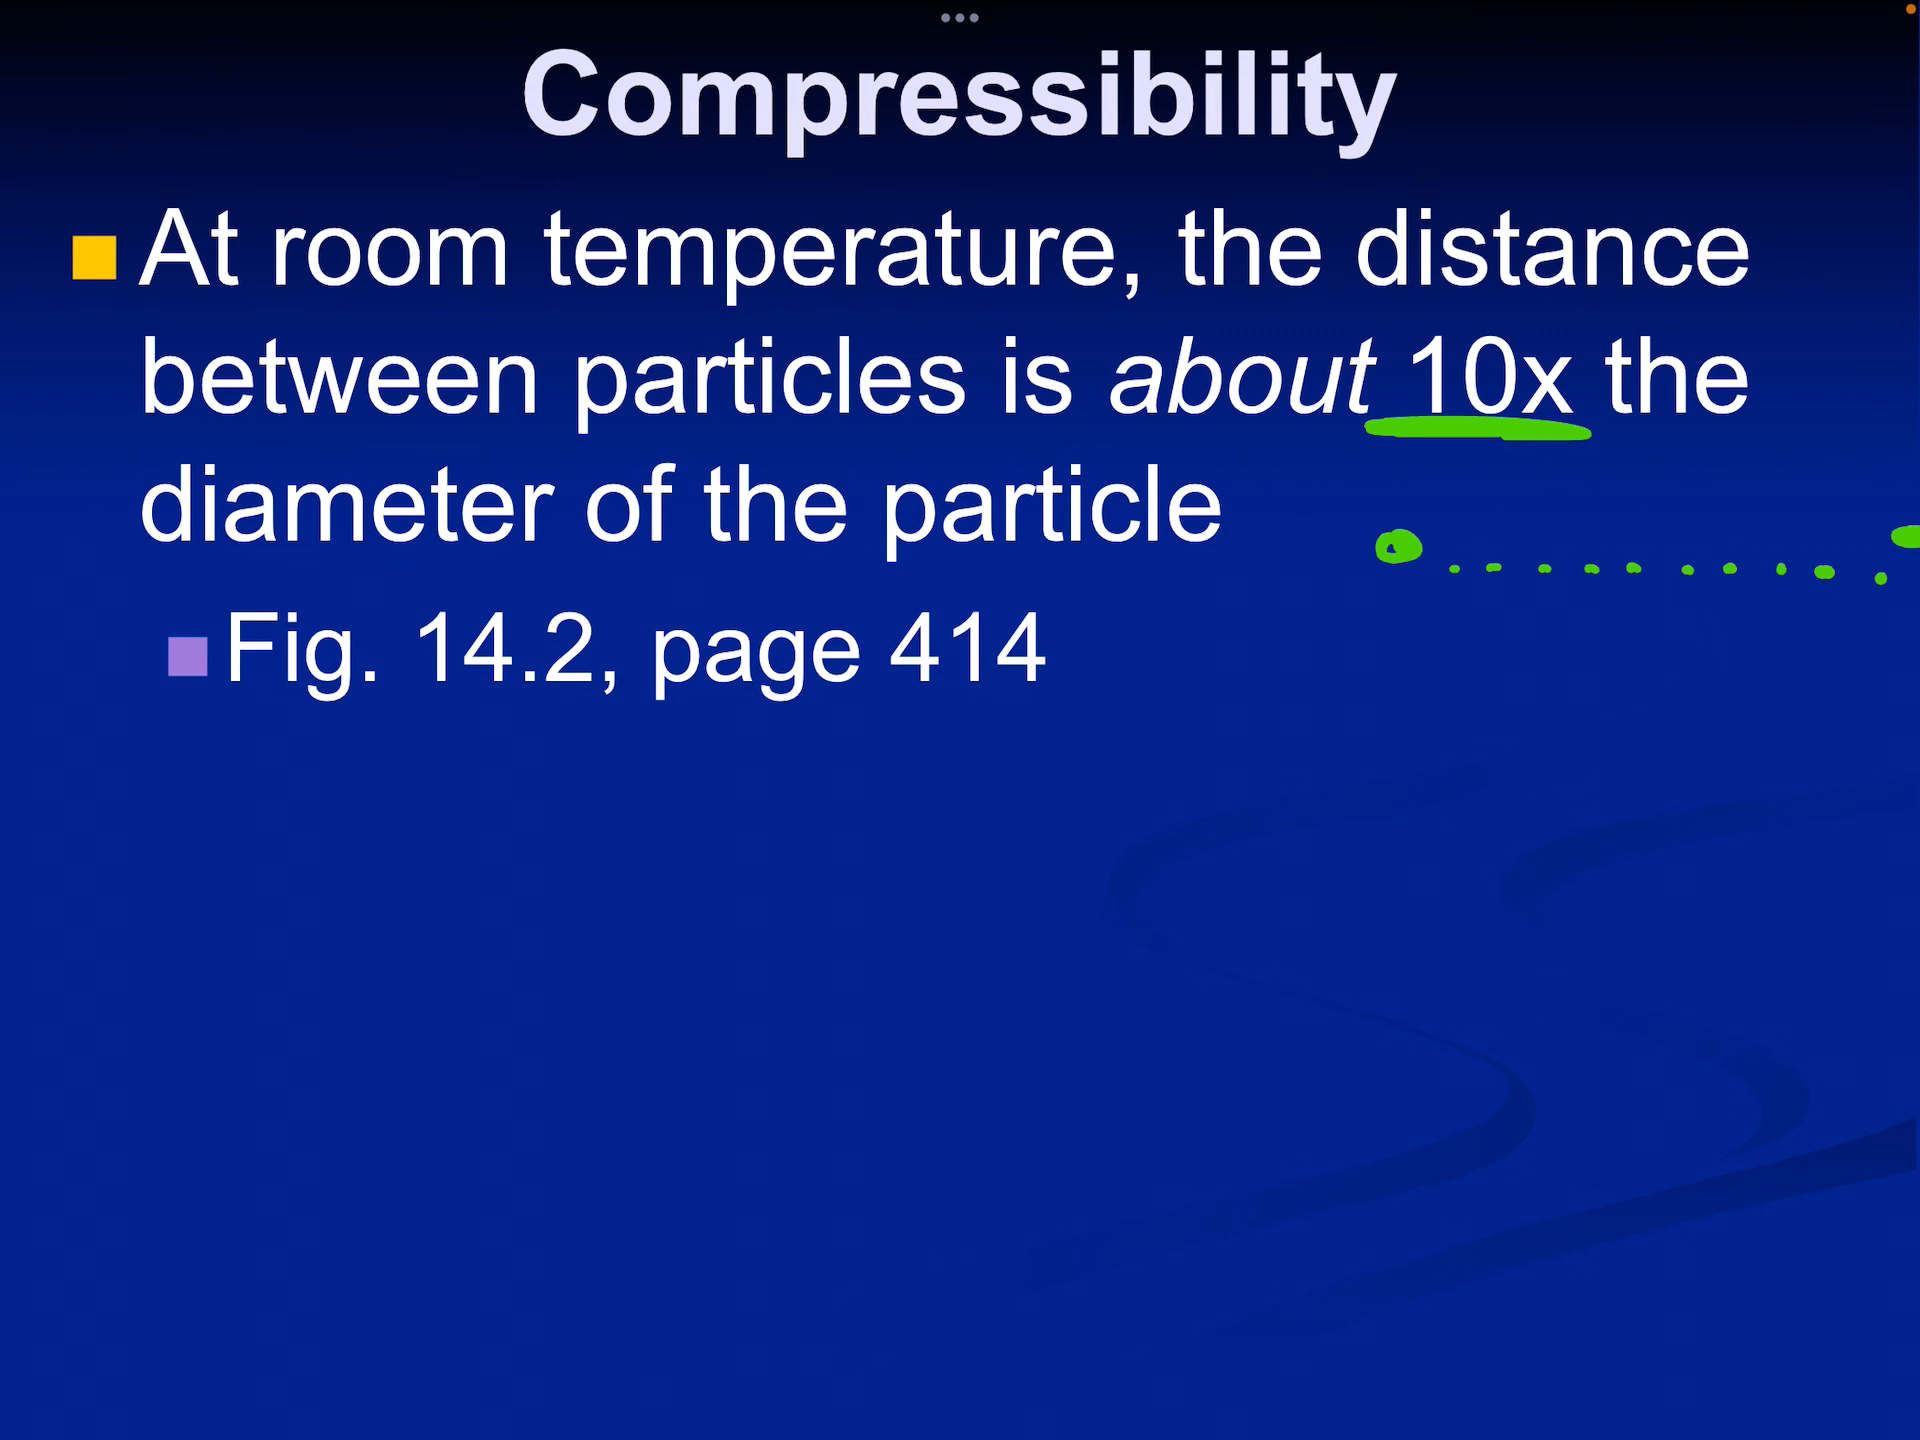 Compressibility
At room temperature, the distance
between particles is about 10x the
diameter of the particle
Fig. 14.2, page 414